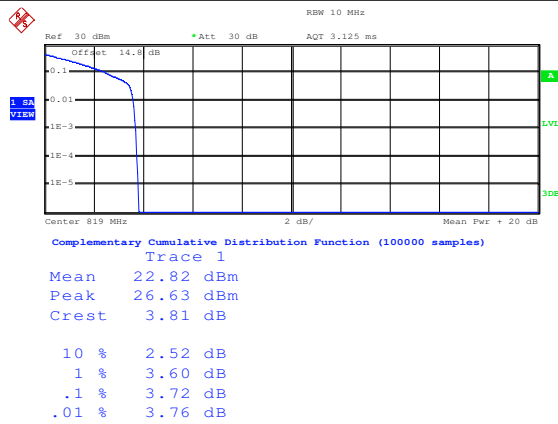 RBW 10 MHz
Ref 30 dBm *Att 30 dB AQT 3.125 ms
Offset 14.8 dB
0.1
A
1 SA
VIEW
0.01
1E-3
LVL
1E-4
1E-5
3DB
Center 819 MHz 2 dB/ Mean Pwr + 20 dB
Complementary Cumulative Distribution Function (100000 samples)
Trace 1
Mean 22.82 dBm
Peak 26.63 dBm
Crest 3.81 dB
10 % 2.52 dB
1 % 3.60 dB
.1 % 3.72 dB
.01 % 3.76 dB